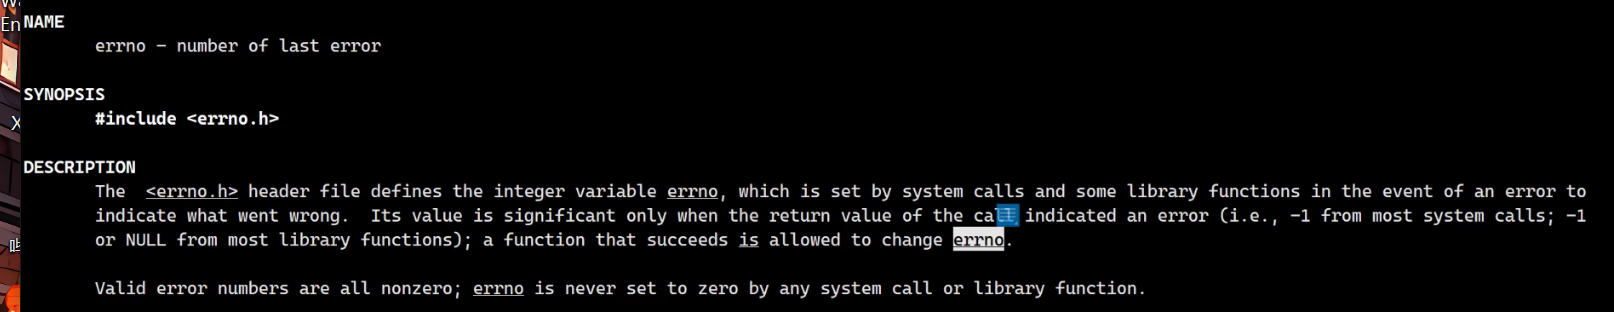 En
NAME
errno - number of last error
SYNOPSIS
#include <errno.h>
X
DESCRIPTION
The <errno.h> header file defines the integer variable errno, which is set by system calls and some library functions in the event of an error to
indicate what went wrong. Its value is significant only when the return value of the call indicated an error (i.e., -1 from most system calls; -1
or NULL from most library functions); a function that succeeds is allowed to change errno.
Valid error numbers are all nonzero; errno is never set to zero by any system call or library function.